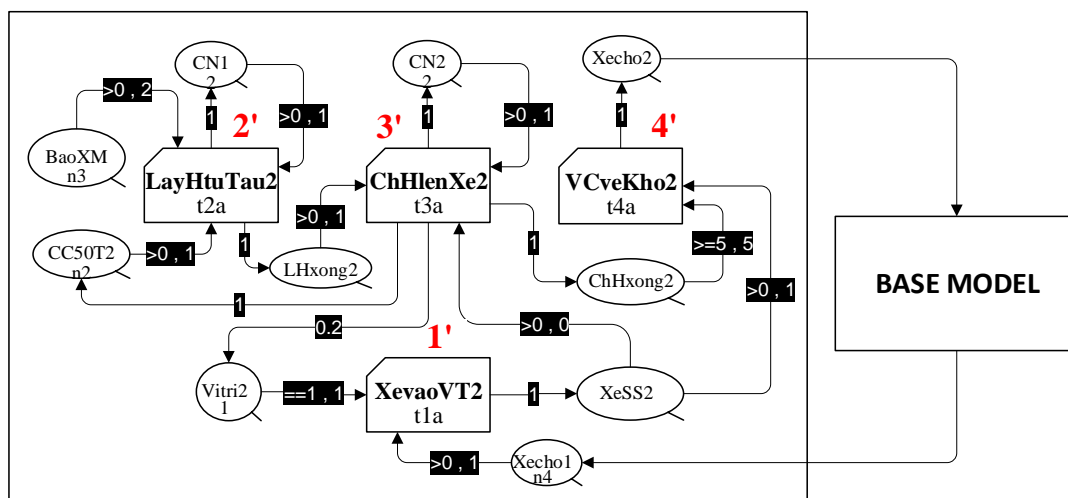 CN1
2
CN2
2
Xecho2
>0 , 2
1
>0 , 1
1
>0 , 1
1
2'
3'
4'
BaoXM
n3
LayHtuTau2
t2a
ChHlenXe2
t3a
VCveKho2
t4a
>0 , 1
CC50T2
n2
>0 , 1
1
LHxong2
1
>=5 , 5
ChHxong2
>0 , 1
BASE MODEL
1
0.2
1'
>0 , 0
Vitri2
1
==1 , 1
XevaoVT2
t1a
1
XeSS2
>0 , 1
Xecho1
n4